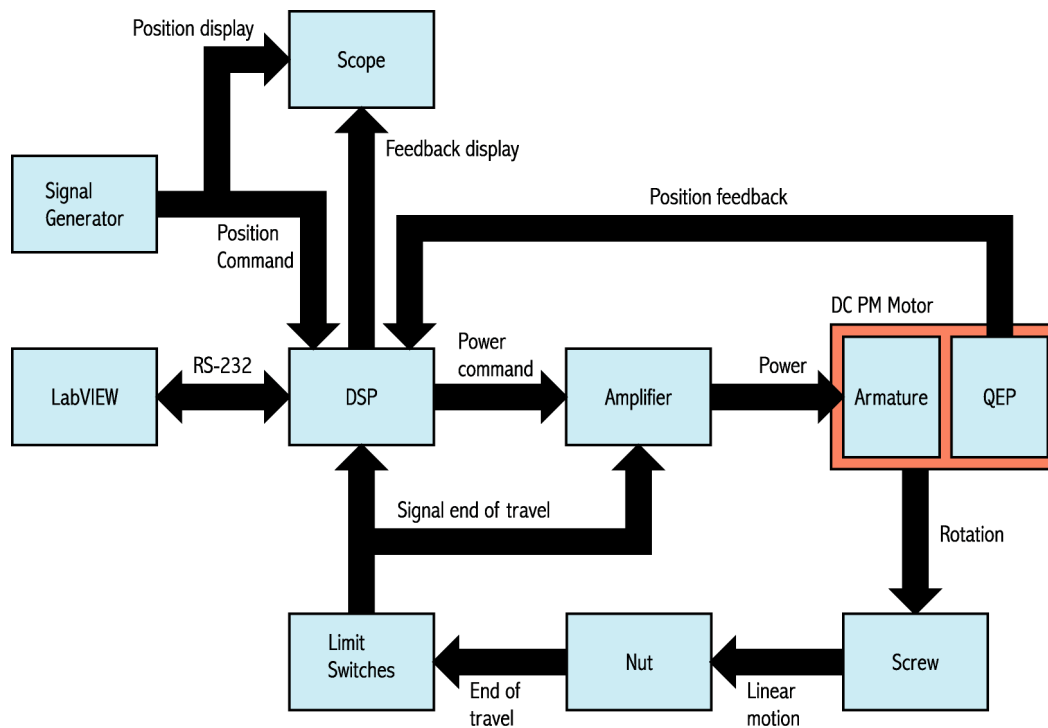 Position display
Scope
Feedback display
Signal
Generator
Position
Command
Position feedback
DC PM Motor
LabVIEW
RS-232
DSP
Power
command
Amplifier
Power
Armature
QEP
Signal end of travel
Rotation
Limit
Switches
End of
travel
Nut
Linear
motion
Screw